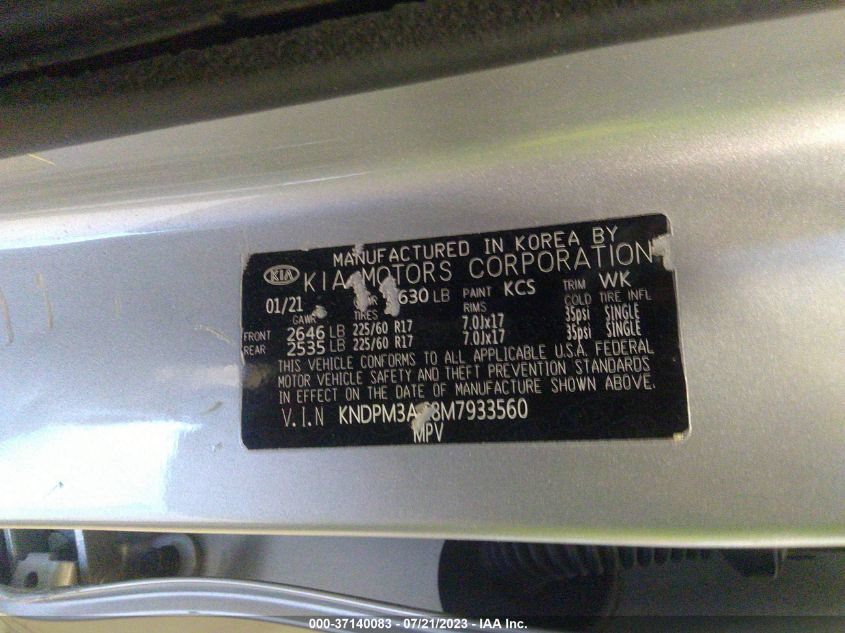 MANUFACTURED IN KOREA BY
KIA KIA MOTORS CORPORATION
01/21 630 LB PAINT KCS TRIM WK
GAWR TIRES RIMS COLD TIRE INFL
FRONT 2646 LB 225/60 R17 7.0Jx17 35psi SINGLE
REAR 2535 LB 225/60 R17 7.0Jx17 35psi SINGLE
THIS VEHICLE CONFORMS TO ALL APPLICABLE U.S.A. FEDERAL
MOTOR VEHICLE SAFETY AND THEFT PREVENTION STANDARDS
IN EFFECT ON THE DATE OF MANUFACTURE SHOWN ABOVE.
V.I.N KNDPM3A 8M7933560
MPV
000-37140083 - 07/21/2023 - IAA Inc.